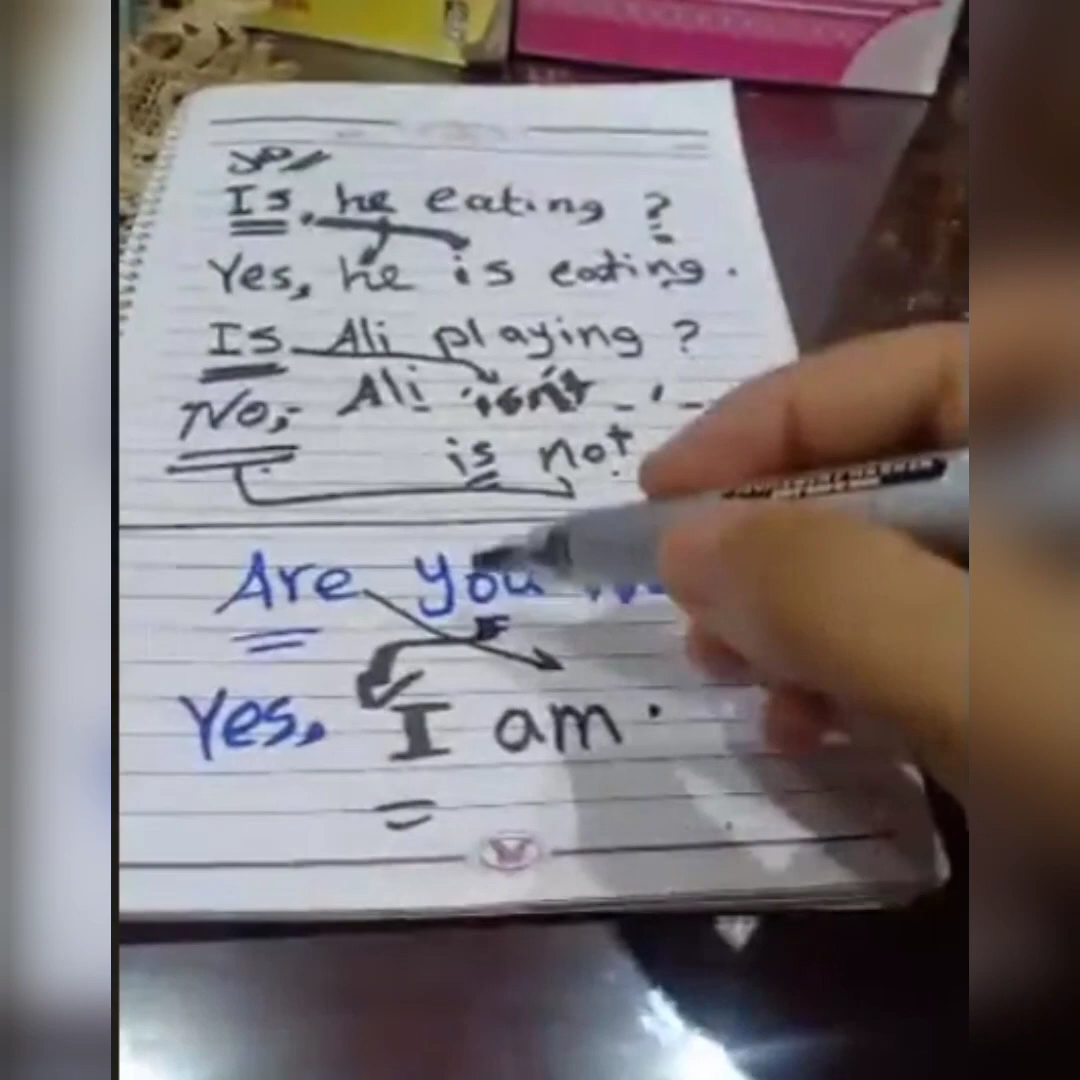 Is he eating ?
Yes, he is eating.
Is Ali playing ?
No, Ali isn't
is not
Are you
Yes, I am.